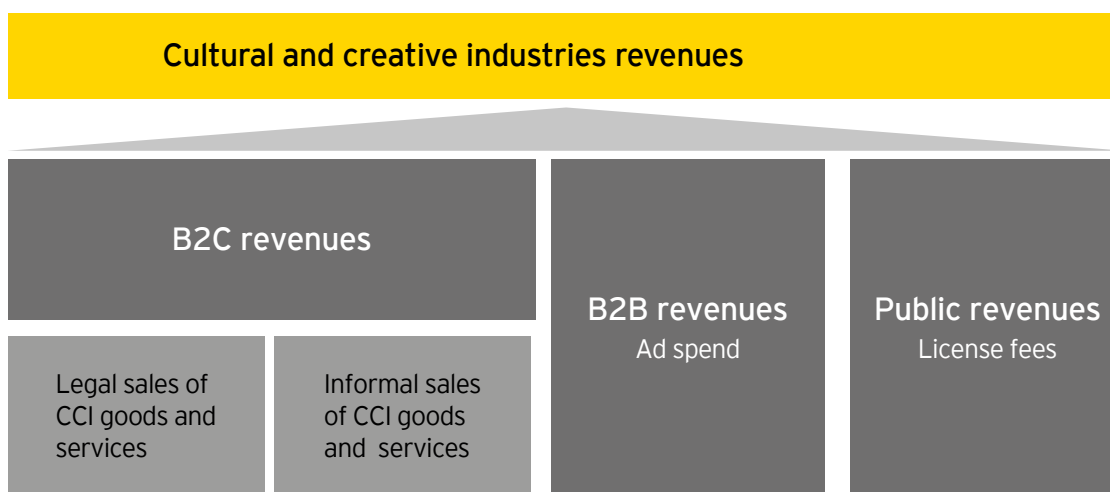 Cultural and creative industries revenues
B2C revenues
B2B revenues
Ad spend
Public revenues
License fees
Legal sales of
CCI goods and
services
Informal sales
of CCI goods
and services